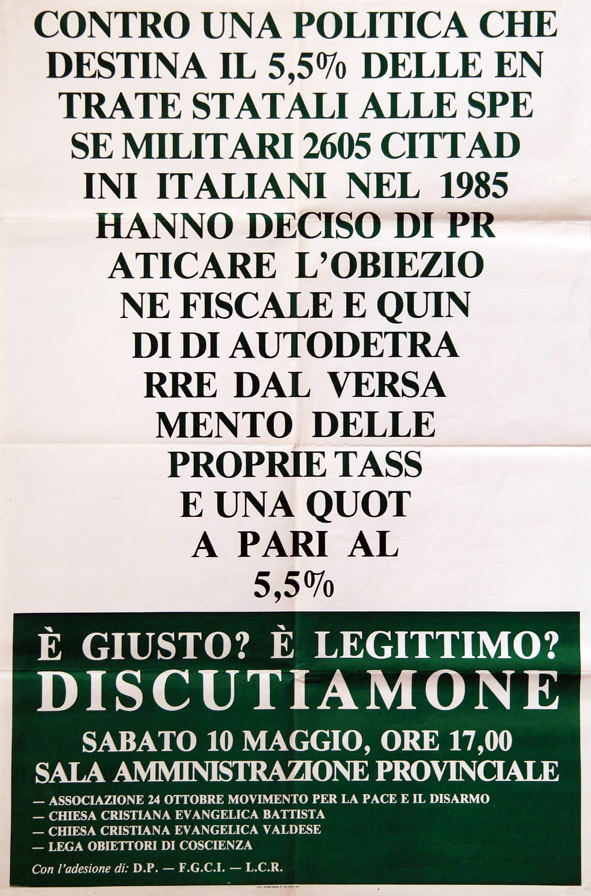 CONTRO UNA POLITICA CHE
DESTINA IL 5,5% DELLE EN
TRATE STATALI ALLE SPE
SE MILITARI 2605 CITTAD
INI ITALIANI NEL 1985
HANNO DECISO DI PR
ATICARE L'OBIEZIO
NE FISCALE E QUIN
DI DI AUTODETRA
RRE DAL VERSA
MENTO DELLE
PROPRIE TASS
E UNA QUOT
A PARI AL
5,5%
È GIUSTO? È LEGITTIMO?
DISCUTIAMONE
SABATO 10 MAGGIO, ORE 17,00
SALA AMMINISTRAZIONE PROVINCIALE
— ASSOCIAZIONE 24 OTTOBRE MOVIMENTO PER LA PACE E IL DISARMO
— CHIESA CRISTIANA EVANGELICA BATTISTA
— CHIESA CRISTIANA EVANGELICA VALDESE
— LEGA OBIETTORI DI COSCIENZA
Con l'adesione di: D.P. — F.G.C.I. — L.C.R.